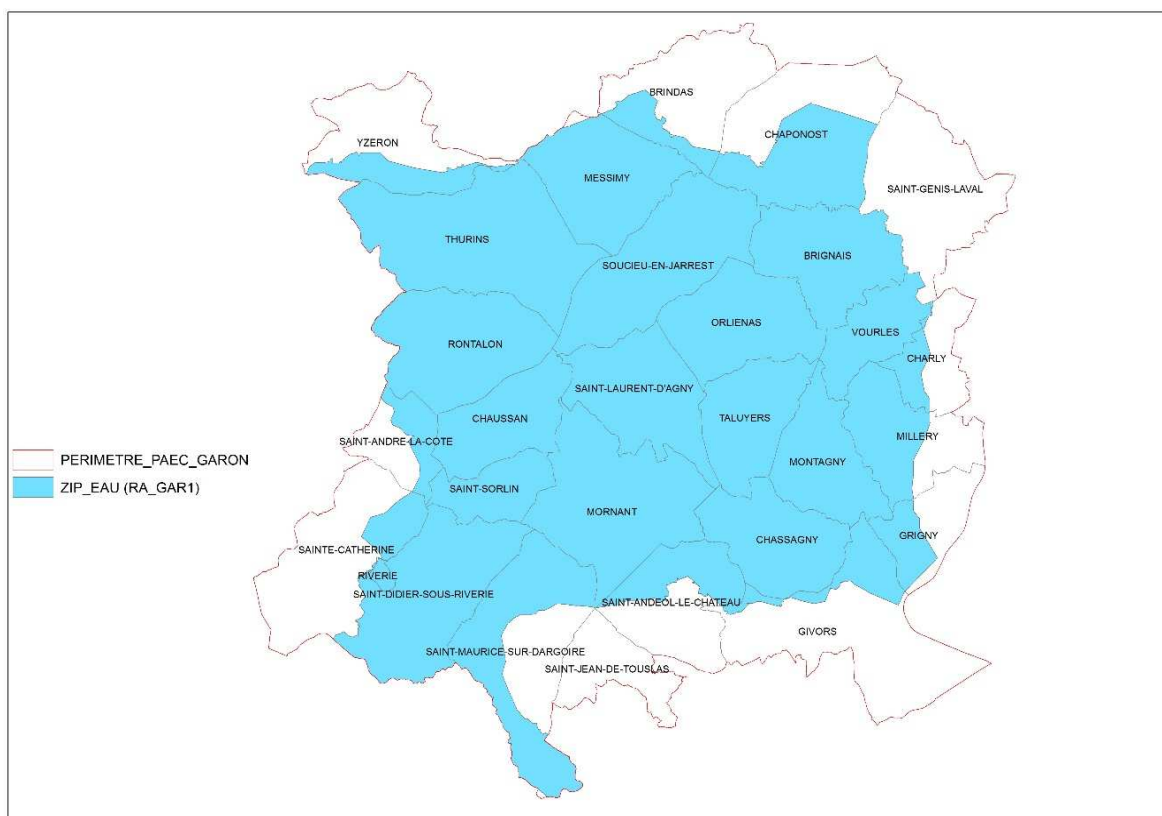 BRINDAS
CHAPONOST
YZERON
MESSIMY
SAINT-GENIS-LAVAL
THURINS
BRIGNAIS
SOUCIEU-EN-JARREST
ORLIENAS
VOURLES
RONTALON
CHARLY
SAINT-LAURENT-D'AGNY
CHAUSSAN
TALUYERS
SAINT-ANDRE-LA-COTE
MILLERY
PERIMETRE_PAEC_GARON
MONTAGNY
ZIP_EAU (RA_GAR1)
SAINT-SORLIN
MORNANT
GRIGNY
CHASSAGNY
SAINTE-CATHERINE
RIVERIE
SAINT-DIDIER-SOUS-RIVERIE
SAINT-ANDEOL-LE-CHATEAU
GIVORS
SAINT-MAURICE-SUR-DARGOIRE
SAINT-JEAN-DE-TOUSLAS